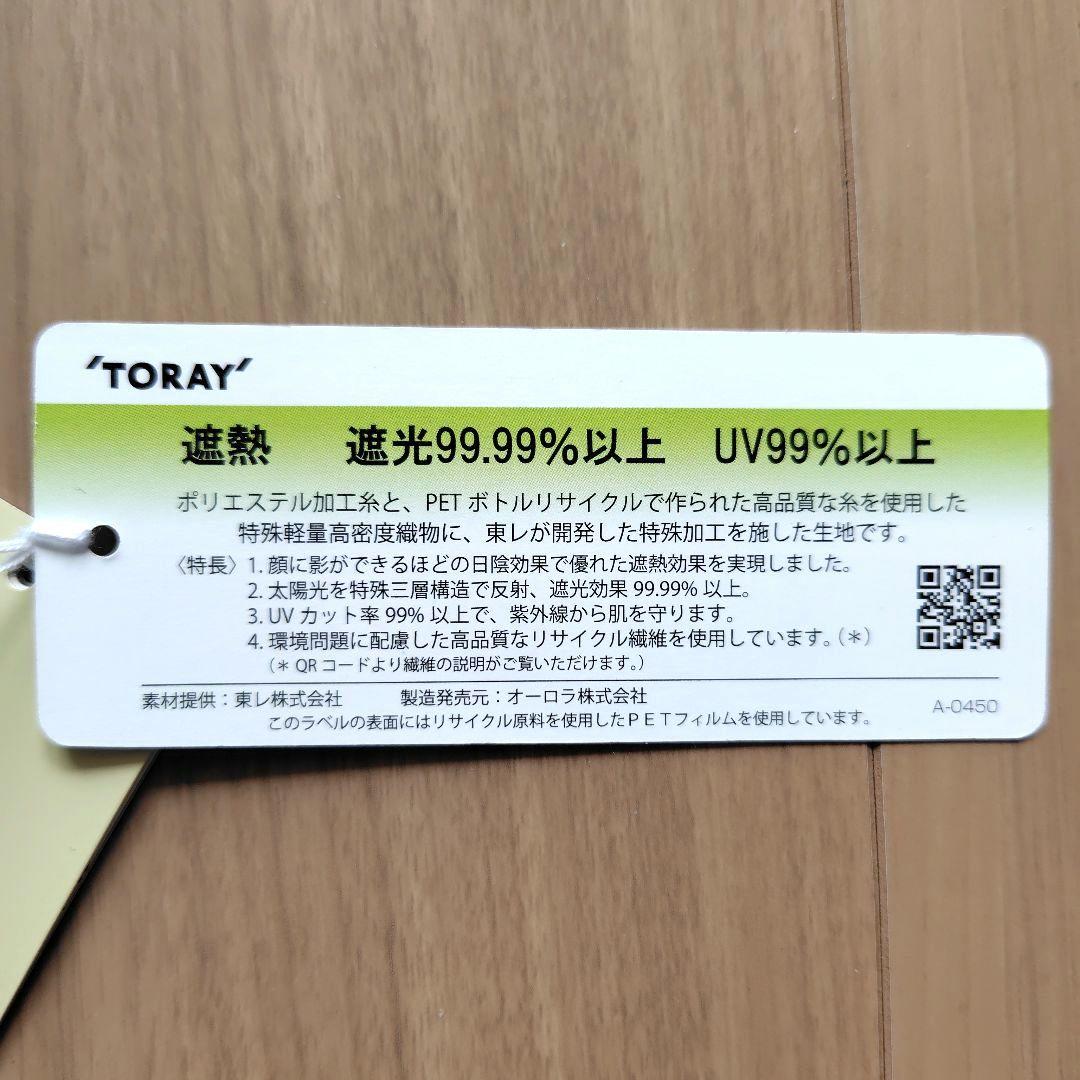 'TORAY'
遮熱 遮光99.99%以上 UV99%以上
ポリエステル加工糸と、PET ボトルリサイクルで作られた高品質な糸を使用した
特殊軽量高密度織物に、東レが開発した特殊加工を施した生地です。
〈特長〉1. 顔に影ができるほどの日陰効果で優れた遮熱効果を実現しました。
2. 太陽光を特殊三層構造で反射、遮光効果 99.99% 以上。
3. UV カット率 99% 以上で、紫外線から肌を守ります。
4. 環境問題に配慮した高品質なリサイクル繊維を使用しています。（＊）
（＊ QR コードより繊維の説明がご覧いただけます。）
素材提供：東レ株式会社 製造発売元：オーロラ株式会社
このラベルの表面にはリサイクル原料を使用したＰＥＴフィルムを使用しています。
A-0450